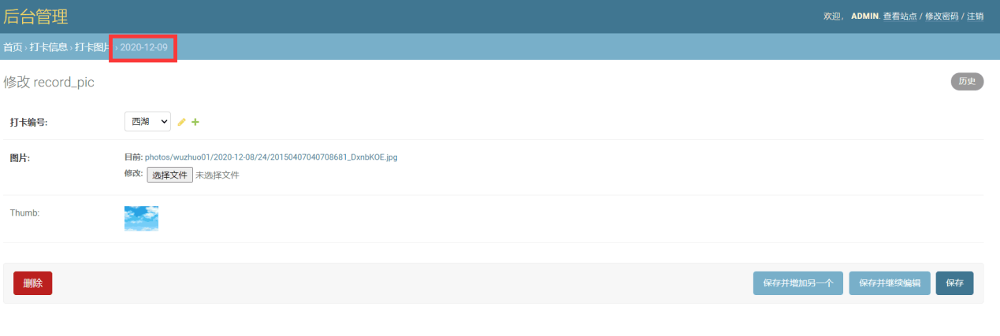 后台管理
欢迎， ADMIN. 查看站点 / 修改密码 / 注销
首页 › 打卡信息 › 打卡图片 › 2020-12-09
修改 record_pic
历史
打卡编号:
西湖
图片:
目前: photos/wuzhuo01/2020-12-08/24/20150407040708681_DxnbKOE.jpg
修改: 选择文件 未选择文件
Thumb:
删除
保存并增加另一个
保存并继续编辑
保存